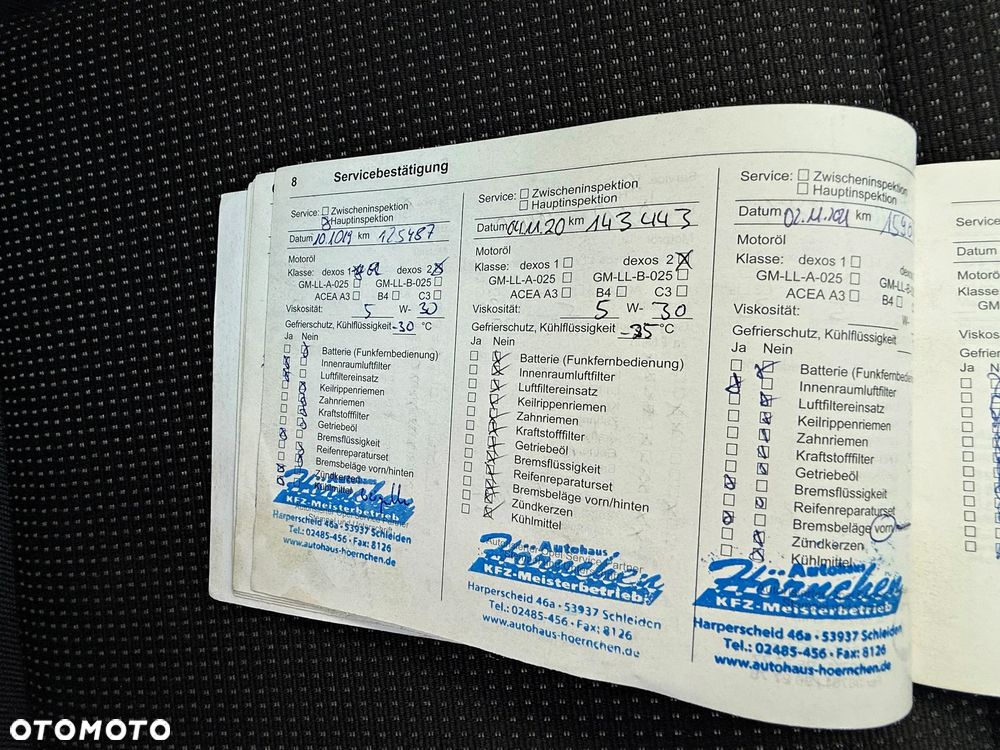 8 Servicebestätigung
Service: Zwischeninspektion
Hauptinspektion
Datum 10.1019 km 125487
Motoröl
Klasse: dexos 1 dexos 2
GM-LL-A-025 GM-LL-B-025
ACEA A3 B4 C3
Viskosität: 5 W- 30
Gefrierschutz, Kühlflüssigkeit -30 °C
Ja Nein
Batterie (Funkfernbedienung)
Innenraumluftfilter
Luftfiltereinsatz
Keilrippenriemen
Zahnriemen
Kraftstofffilter
Getriebeöl
Bremsflüssigkeit
Reifenreparaturset
Bremsbeläge vorn/hinten
Zündkerzen
Kühlmittel
Hörnchen
KFZ-Meisterbetrieb
Harperscheid 46a · 53937 Schleiden
Tel.: 02485-456 · Fax: 8126
www.autohaus-hoernchen.de
Service: Zwischeninspektion
Hauptinspektion
Datum 04.11.20 km 143443
Motoröl
Klasse: dexos 1 dexos 2
GM-LL-A-025 GM-LL-B-025
ACEA A3 B4 C3
Viskosität: 5 W- 30
Gefrierschutz, Kühlflüssigkeit -35 °C
Ja Nein
Batterie (Funkfernbedienung)
Innenraumluftfilter
Luftfiltereinsatz
Keilrippenriemen
Zahnriemen
Kraftstofffilter
Getriebeöl
Bremsflüssigkeit
Reifenreparaturset
Bremsbeläge vorn/hinten
Zündkerzen
Kühlmittel
Autohaus
Hörnchen
KFZ-Meisterbetrieb
Harperscheid 46a · 53937 Schleiden
Tel.: 02485-456 · Fax: 8126
www.autohaus-hoernchen.de
Service: Zwischeninspektion
Hauptinspektion
Datum 02.11.2021 km
Motoröl
Klasse: dexos 1
GM-LL-A-025
ACEA A3 B4
Viskosität: W-
Gefrierschutz, Kühlflüssigkeit
Ja Nein
Batterie
Innenraumluftfilter
Luftfiltereinsatz
Keilrippenriemen
Zahnriemen
Kraftstofffilter
Getriebeöl
Bremsflüssigkeit
Reifenreparaturset
Bremsbeläge vorn
Zündkerzen
Kühlmittel
Autohaus
Hörnchen
KFZ-Meisterbetrieb
Harperscheid 46a · 53937 Schleiden
Tel.: 02485-456 · Fax: 8126
www.autohaus-hoernchen.de
Service
Datum
Motoröl
Klasse
GM
Viskos
Gefrier
Ja
OTOMOTO